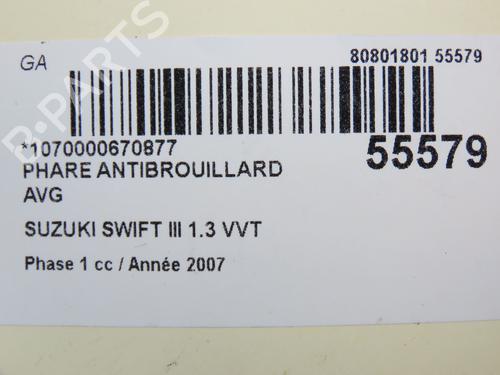 GA
80801801 55579
*1070000670877
55579
PHARE ANTIBROUILLARD
AVG
SUZUKI SWIFT III 1.3 VVT
Phase 1 cc / Année 2007
B-PARTS